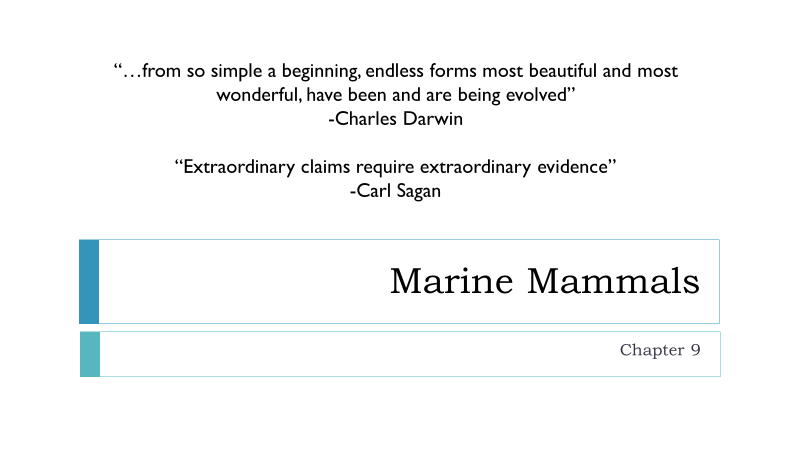 “…from so simple a beginning, endless forms most beautiful and most
wonderful, have been and are being evolved”
-Charles Darwin
“Extraordinary claims require extraordinary evidence”
-Carl Sagan
Marine Mammals
Chapter 9